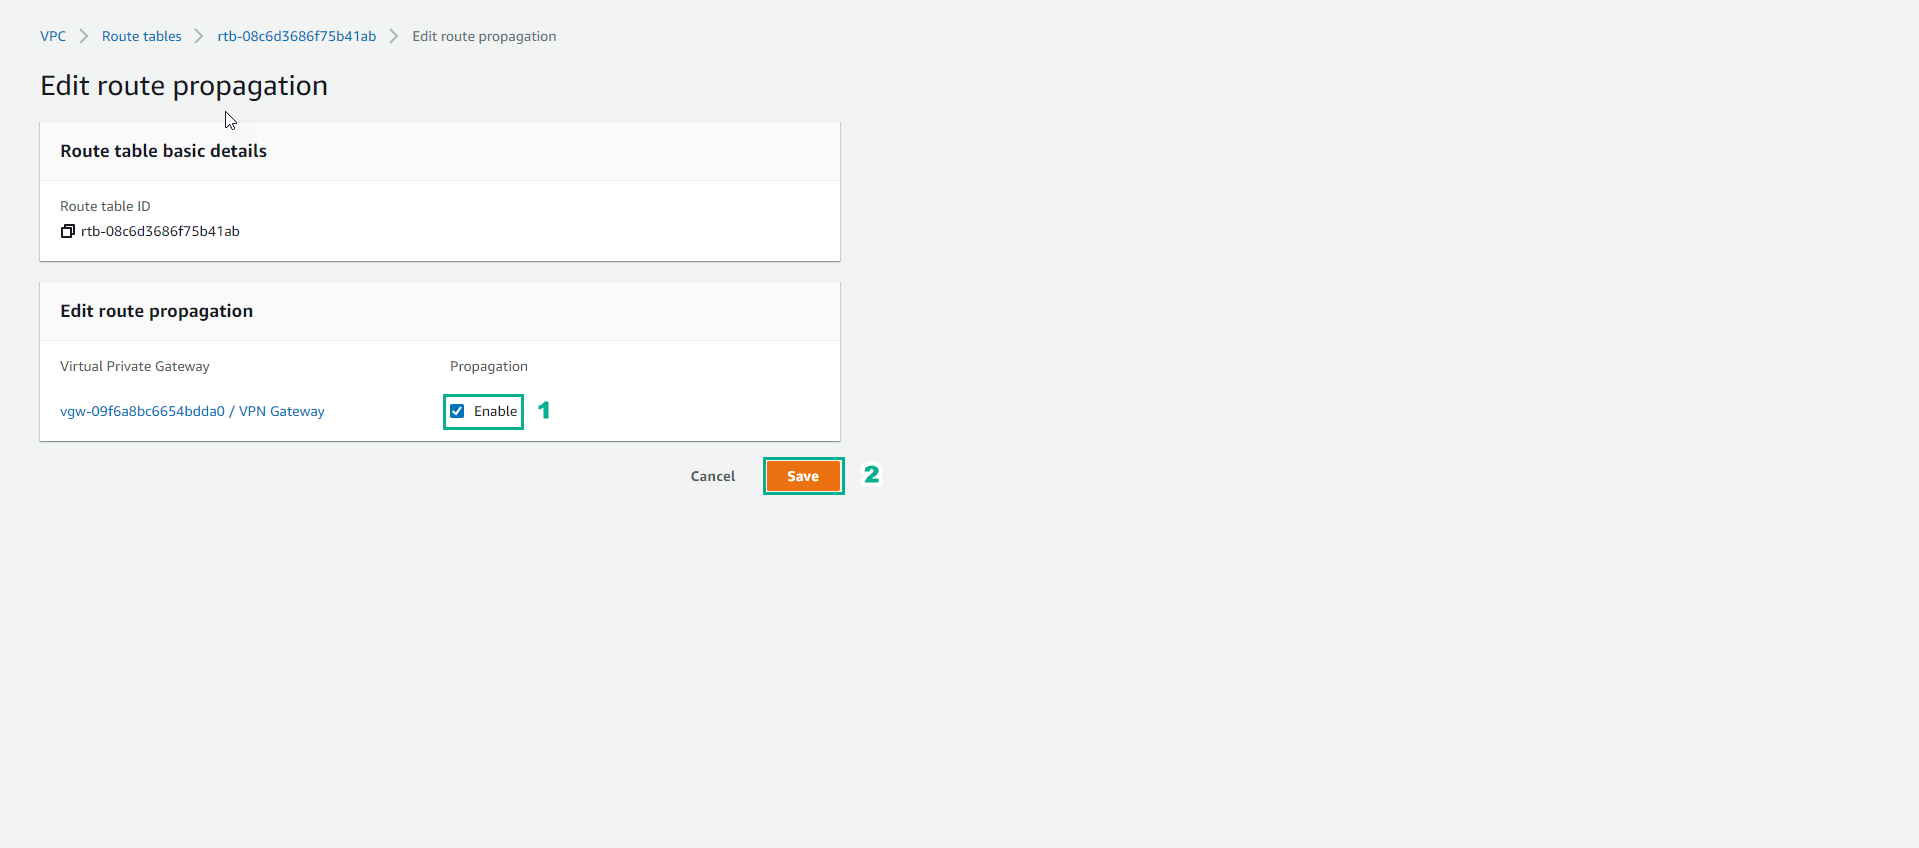 VPC Route tables rtb-08c6d3686f75b41ab Edit route propagation
Edit route propagation
Route table basic details
Route table ID
rtb-08c6d3686f75b41ab
Edit route propagation
Virtual Private Gateway Propagation
vgw-09f6a8bc6654bdda0 / VPN Gateway Enable 1
Cancel Save 2